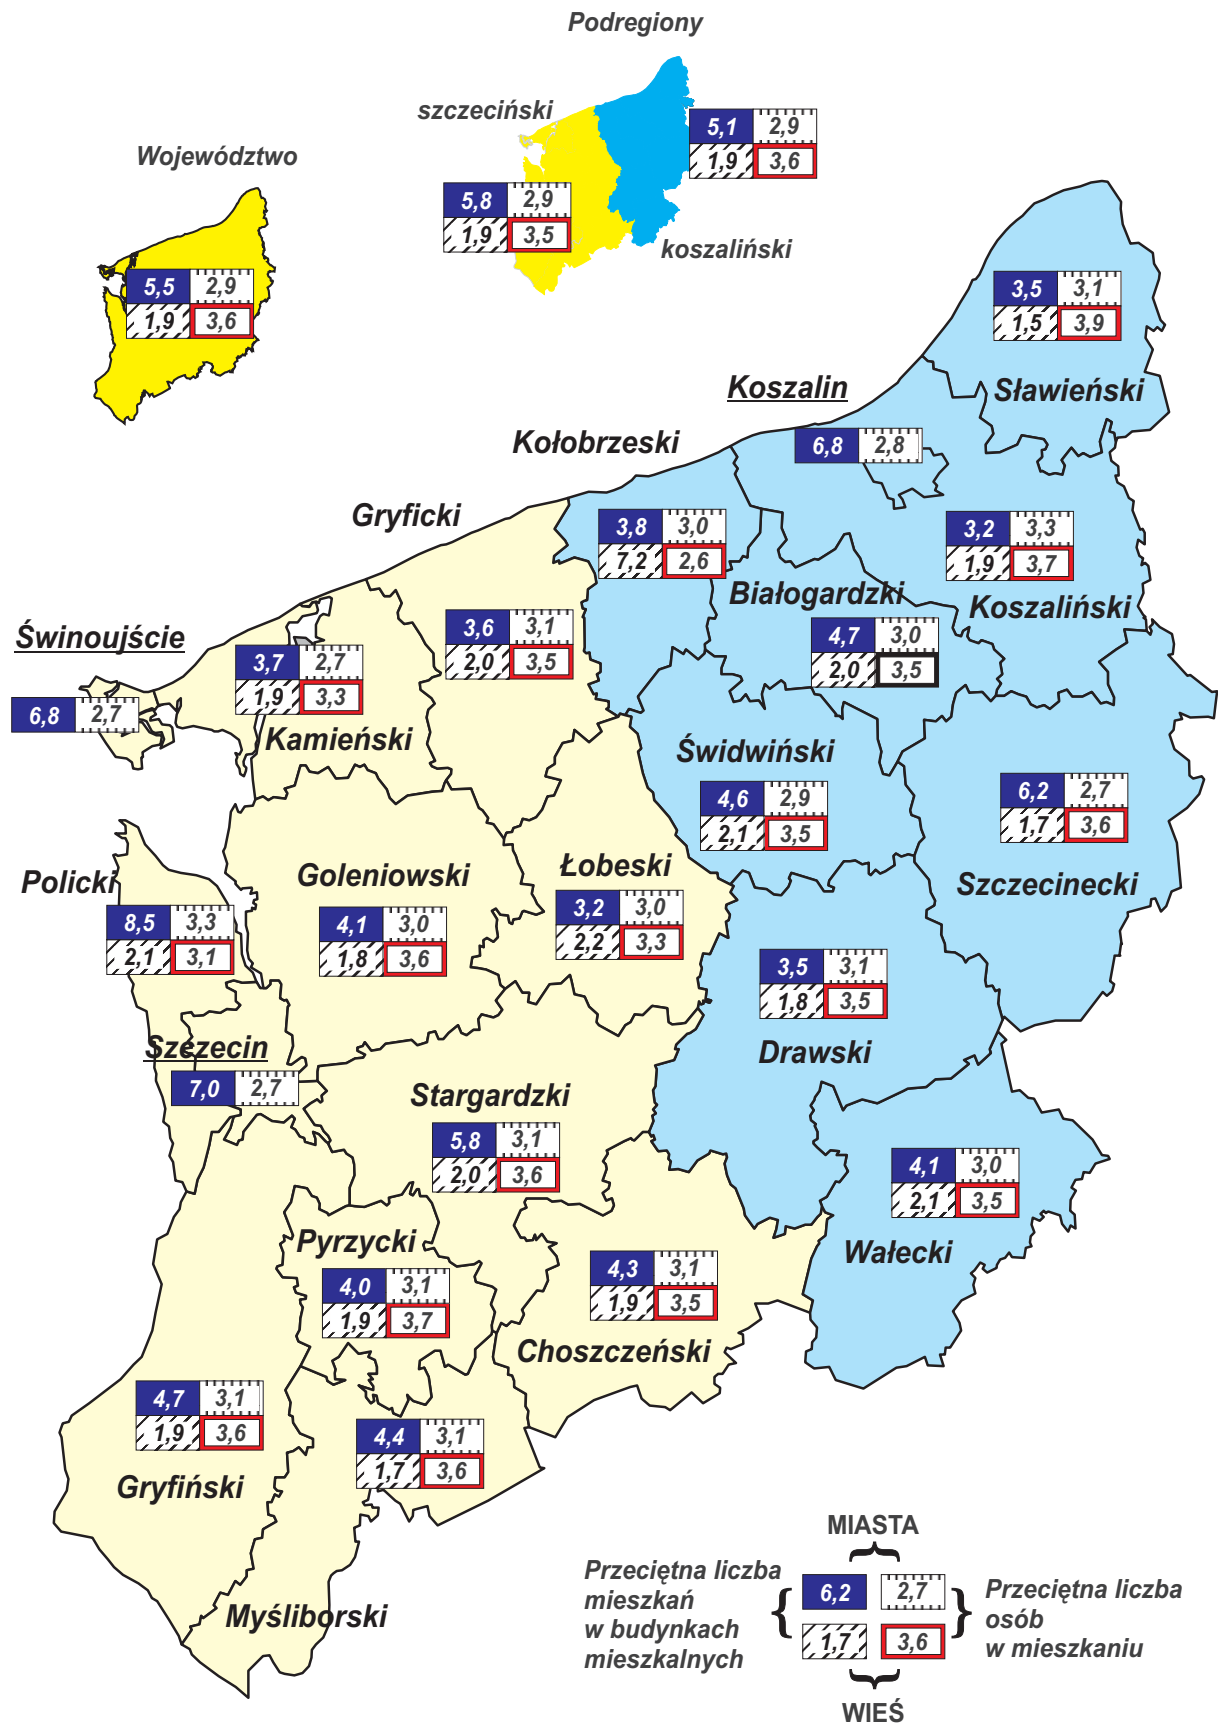 Podregiony
szczeciński
5,1 2,9
1,9 3,6
Województwo
5,8 2,9
1,9 3,5
koszaliński
5,5 2,9
1,9 3,6
3,5 3,1
1,5 3,9
Sławieński
Koszalin
6,8 2,8
Kołobrzeski
Gryficki
3,8 3,0
7,2 2,6
3,2 3,3
1,9 3,7
Koszaliński
Białogardzki
4,7 3,0
2,0 3,5
3,6 3,1
2,0 3,5
Świnoujście
6,8 2,7
3,7 2,7
1,9 3,3
Kamieński
Świdwiński
4,6 2,9
2,1 3,5
6,2 2,7
1,7 3,6
Szczecinecki
Policki
8,5 3,3
2,1 3,1
Goleniowski
4,1 3,0
1,8 3,6
Łobeski
3,2 3,0
2,2 3,3
3,5 3,1
1,8 3,5
Drawski
Szczecin
7,0 2,7
Stargardzki
5,8 3,1
2,0 3,6
4,1 3,0
2,1 3,5
Wałecki
Pyrzycki
4,0 3,1
1,9 3,7
4,3 3,1
1,9 3,5
Choszczeński
4,7 3,1
1,9 3,6
Gryfiński
4,4 3,1
1,7 3,6
Myśliborski
MIASTA
Przeciętna liczba
mieszkań
w budynkach
mieszkalnych
6,2 2,7
1,7 3,6
Przeciętna liczba
osób
w mieszkaniu
WIEŚ